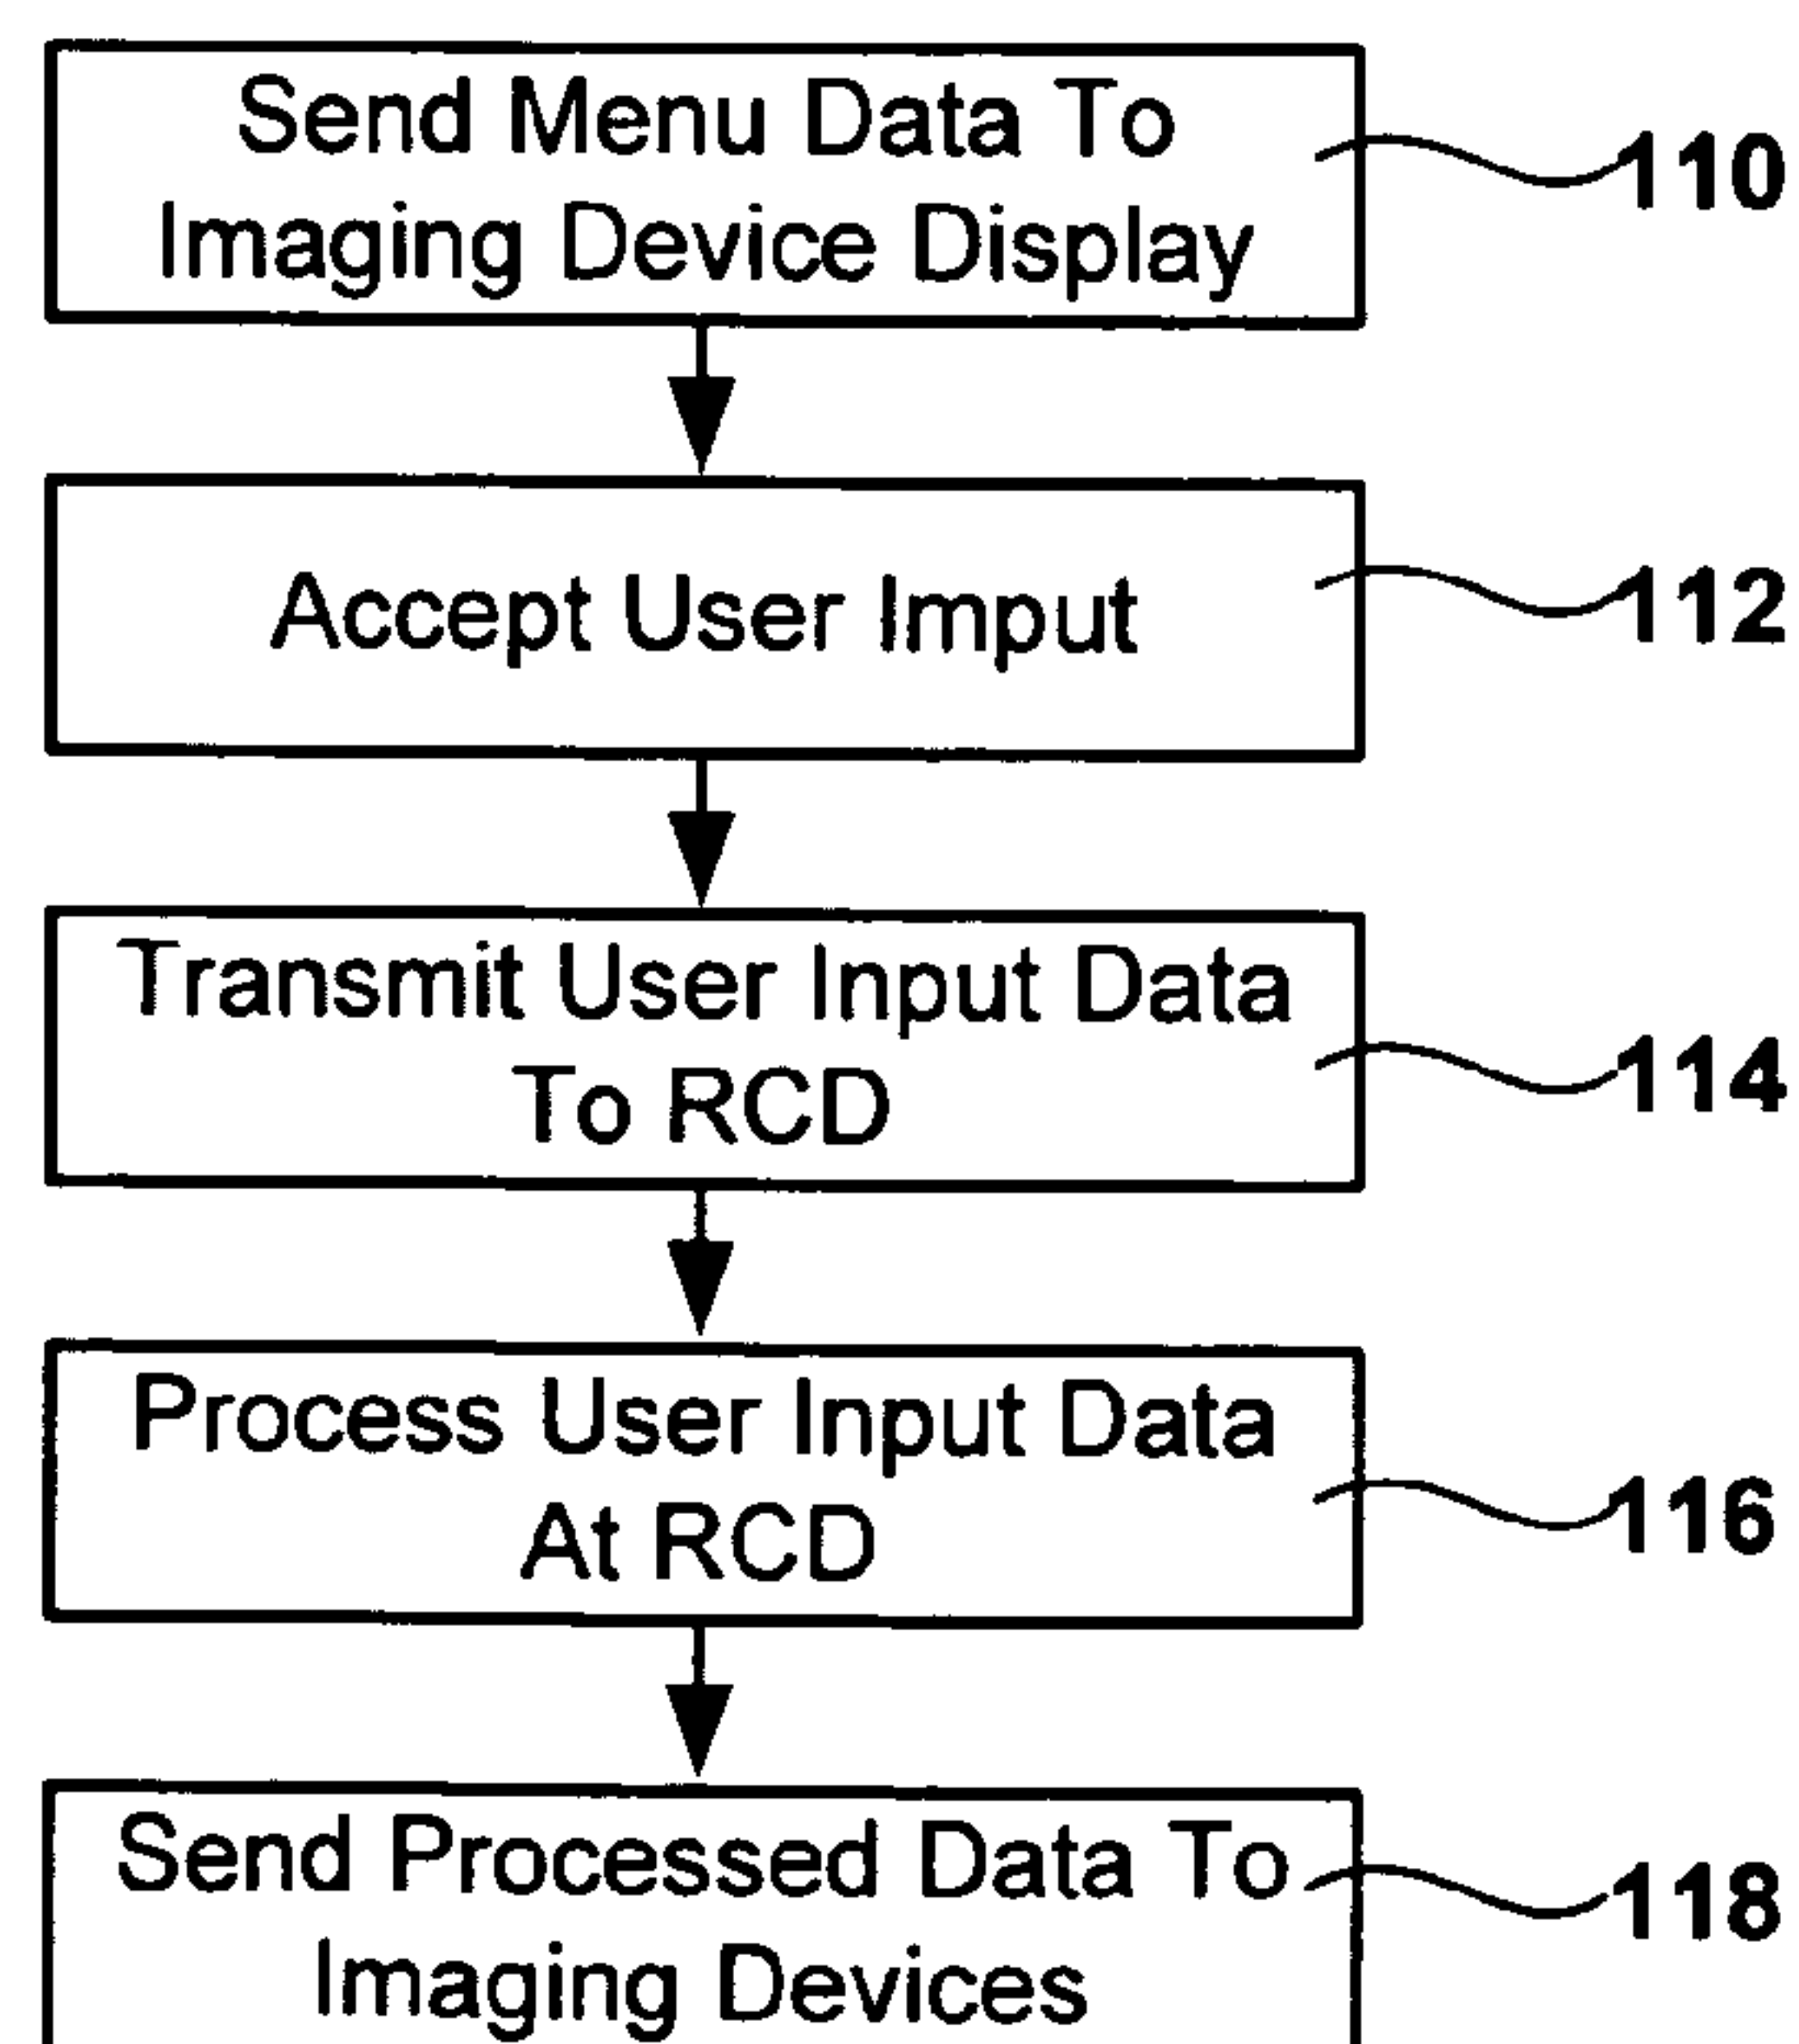 Send Menu Data To
Imaging Device Display
110
Accept User Imput
112
Transmit User Input Data
To RCD
114
Process User Input Data
At RCD
116
Send Processed Data To
Imaging Devices
118